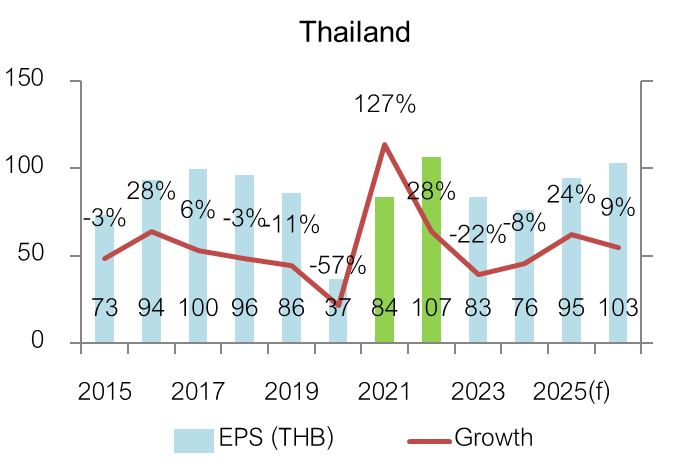 Thailand
150
127%
100
28% 28% 24%
-3% 6% -3% -11% -22% -8% 9%
50
-57%
73 94 100 96 86 37 84 107 83 76 95 103
0
2015 2017 2019 2021 2023 2025(f)
EPS (THB) Growth